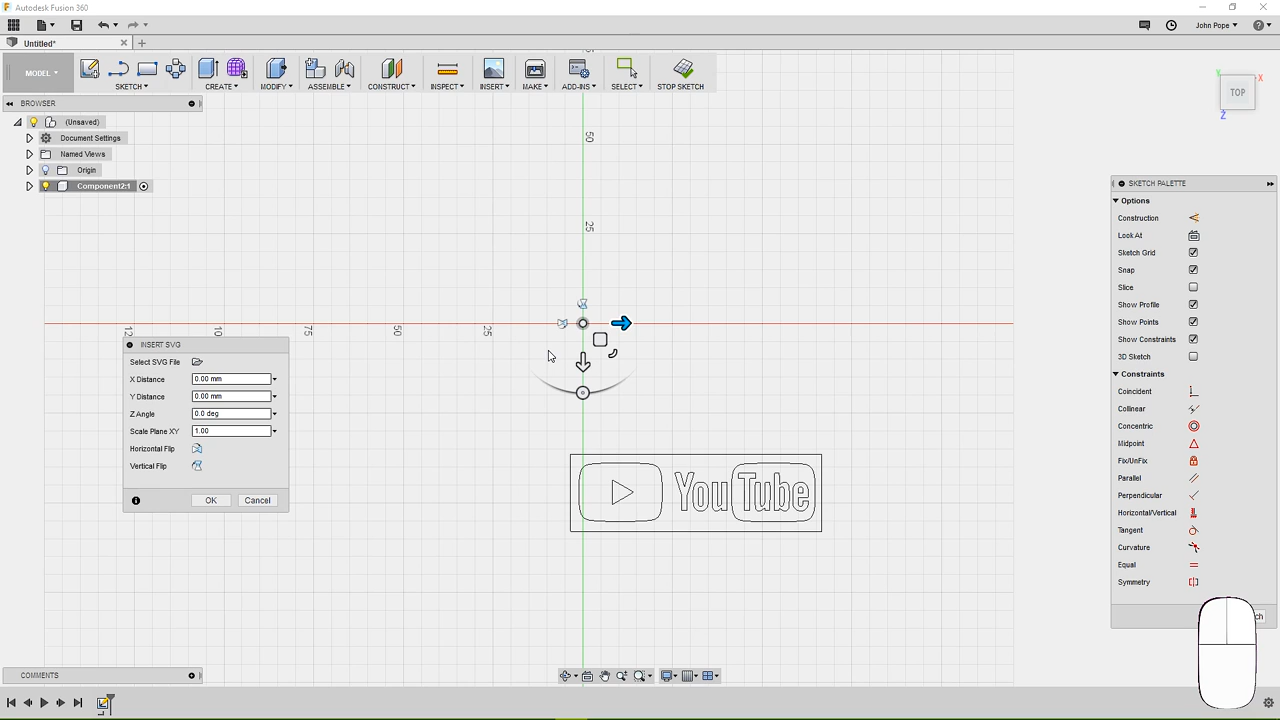 Autodesk Fusion 360
John Pope
Untitled*
MODEL
SKETCH
CREATE
MODIFY
ASSEMBLE
CONSTRUCT
INSPECT
INSERT
MAKE
ADD-INS
SELECT
STOP SKETCH
BROWSER
(Unsaved)
Document Settings
Named Views
Origin
Component2:1
TOP
X
Y
Z
50
25
12
10
75
50
25
INSERT SVG
Select SVG File
X Distance 0.00 mm
Y Distance 0.00 mm
Z Angle 0.0 deg
Scale Plane XY 1.00
Horizontal Flip
Vertical Flip
OK Cancel
You Tube
SKETCH PALETTE
Options
Construction
Look At
Sketch Grid
Snap
Slice
Show Profile
Show Points
Show Constraints
3D Sketch
Constraints
Coincident
Collinear
Concentric
Midpoint
Fix/UnFix
Parallel
Perpendicular
Horizontal/Vertical
Tangent
Curvature
Equal
Symmetry
COMMENTS